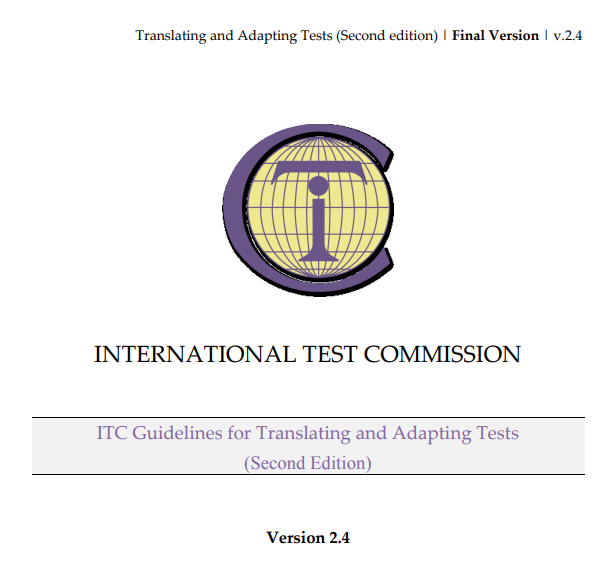 Translating and Adapting Tests (Second edition) | Final Version | v.2.4
INTERNATIONAL TEST COMMISSION
ITC Guidelines for Translating and Adapting Tests
(Second Edition)
Version 2.4